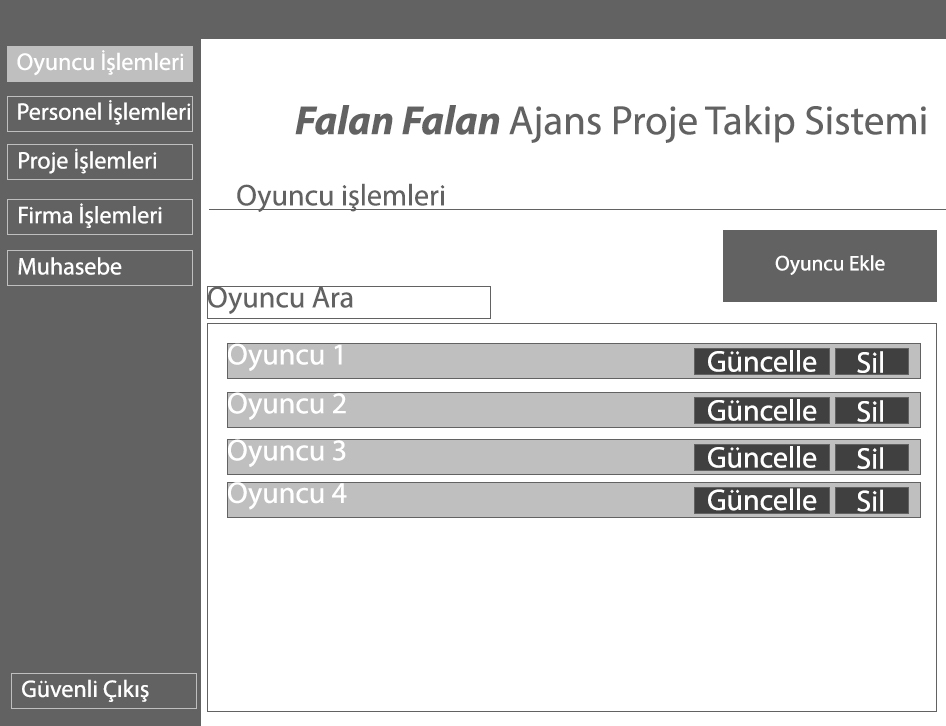 Oyuncu İşlemleri
Personel İşlemleri
Proje İşlemleri
Firma İşlemleri
Muhasebe
Güvenli Çıkış
Falan Falan Ajans Proje Takip Sistemi
Oyuncu işlemleri
Oyuncu Ekle
Oyuncu Ara
Oyuncu 1 Güncelle Sil
Oyuncu 2 Güncelle Sil
Oyuncu 3 Güncelle Sil
Oyuncu 4 Güncelle Sil